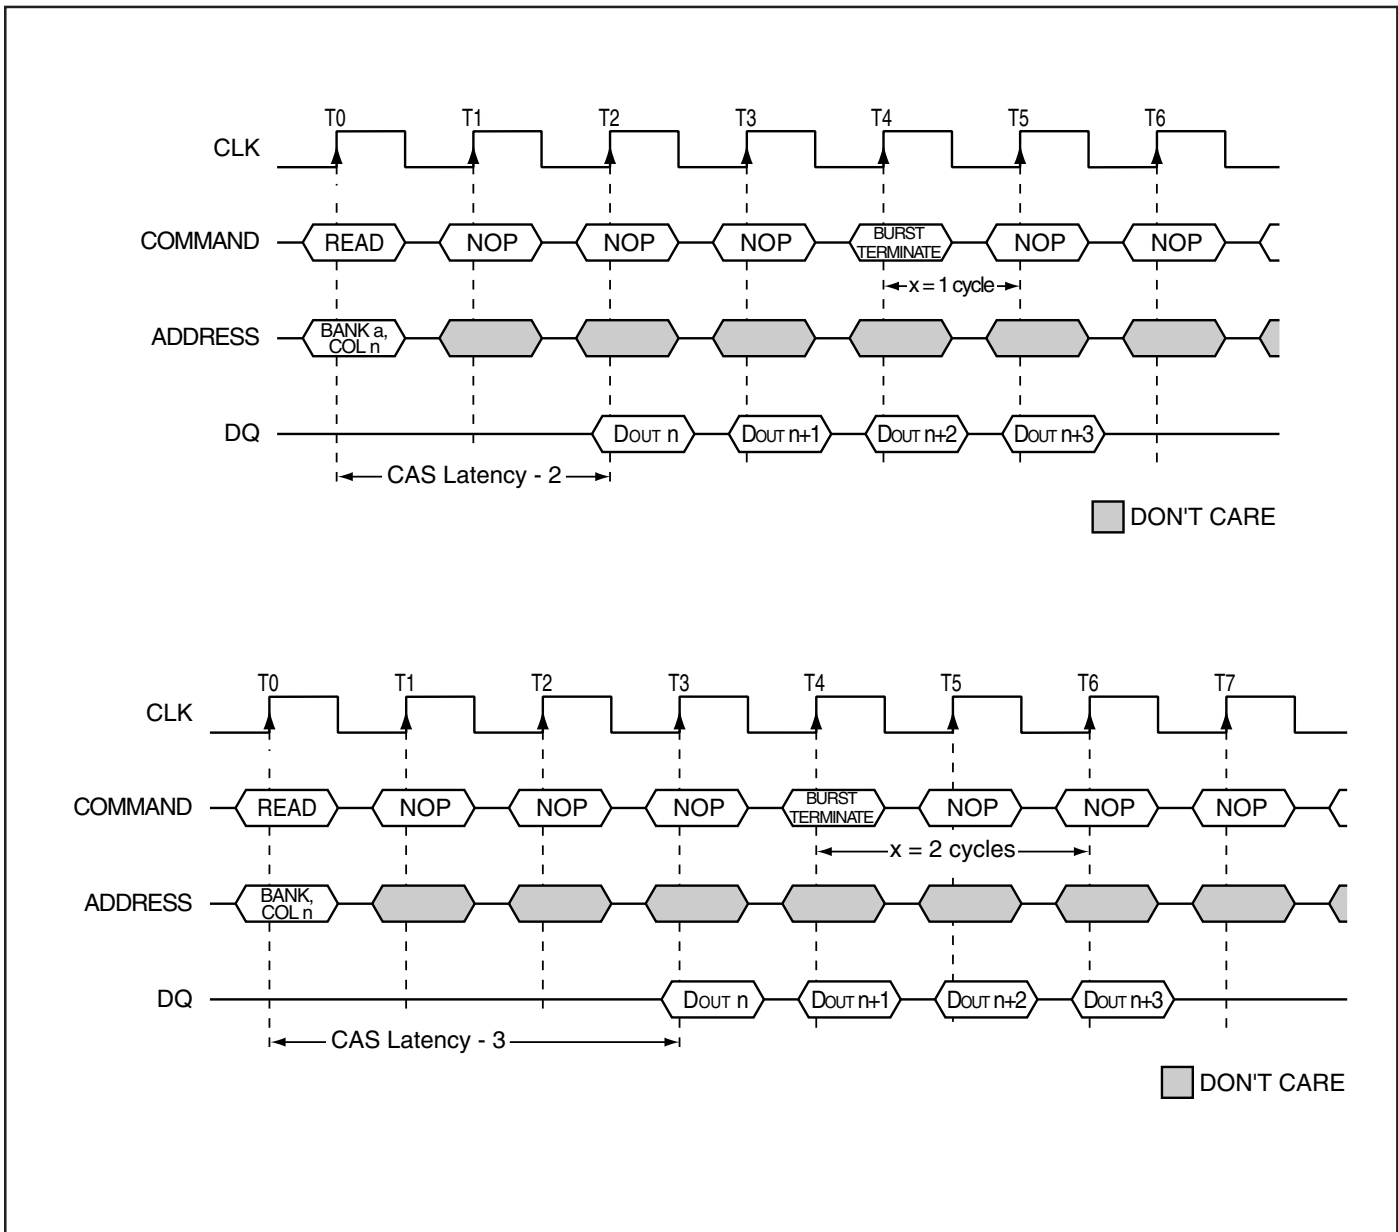 T0 T1 T2 T3 T4 T5 T6
CLK
COMMAND READ NOP NOP NOP BURST TERMINATE NOP NOP
x = 1 cycle
ADDRESS BANK a, COL n
DQ DOUT n DOUT n+1 DOUT n+2 DOUT n+3
CAS Latency - 2
DON'T CARE
T0 T1 T2 T3 T4 T5 T6 T7
CLK
COMMAND READ NOP NOP NOP BURST TERMINATE NOP NOP NOP
x = 2 cycles
ADDRESS BANK, COL n
DQ DOUT n DOUT n+1 DOUT n+2 DOUT n+3
CAS Latency - 3
DON'T CARE